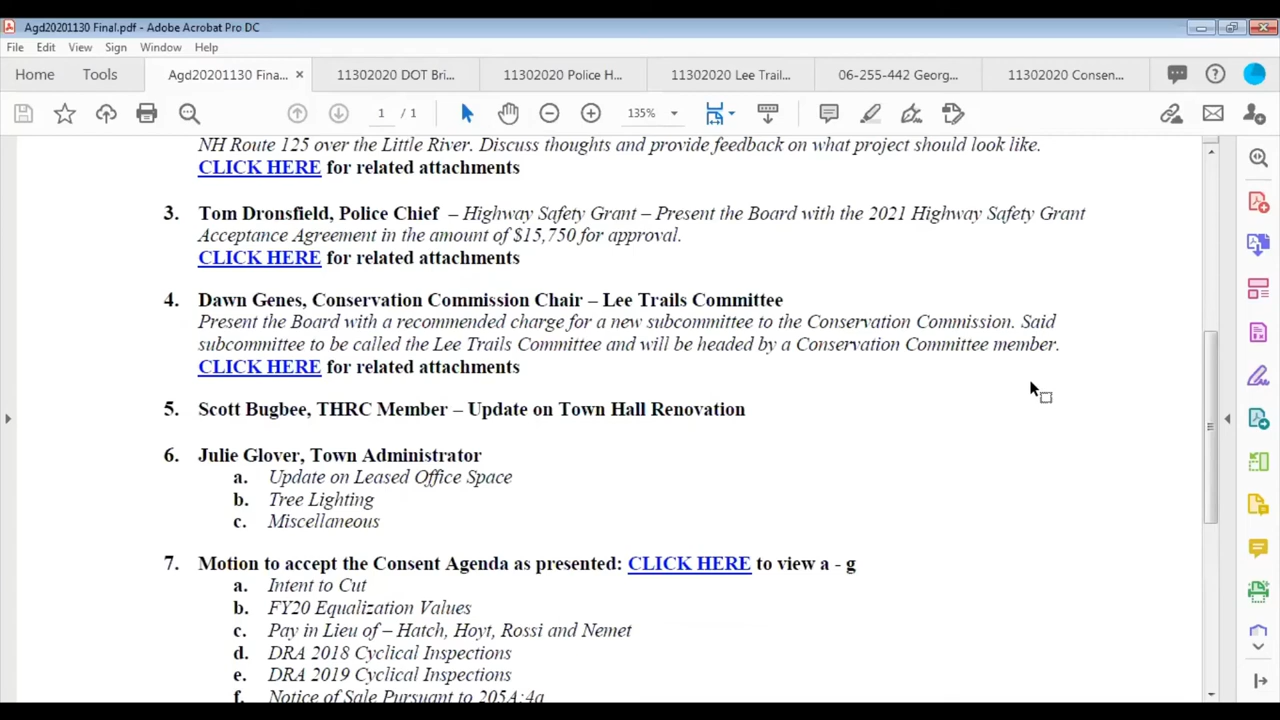 Agd20201130 Final.pdf - Adobe Acrobat Pro DC
File Edit View Sign Window Help
Home Tools Agd20201130 Fina... × 11302020 DOT Bri... 11302020 Police H... 11302020 Lee Trail... 06-255-442 Georg... 11302020 Consen...
1 / 1 135%
NH Route 125 over the Little River. Discuss thoughts and provide feedback on what project should look like.
CLICK HERE for related attachments
3. Tom Dronsfield, Police Chief – Highway Safety Grant – Present the Board with the 2021 Highway Safety Grant
Acceptance Agreement in the amount of $15,750 for approval.
CLICK HERE for related attachments
4. Dawn Genes, Conservation Commission Chair – Lee Trails Committee
Present the Board with a recommended charge for a new subcommittee to the Conservation Commission. Said
subcommittee to be called the Lee Trails Committee and will be headed by a Conservation Committee member.
CLICK HERE for related attachments
5. Scott Bugbee, THRC Member – Update on Town Hall Renovation
6. Julie Glover, Town Administrator
a. Update on Leased Office Space
b. Tree Lighting
c. Miscellaneous
7. Motion to accept the Consent Agenda as presented: CLICK HERE to view a - g
a. Intent to Cut
b. FY20 Equalization Values
c. Pay in Lieu of – Hatch, Hoyt, Rossi and Nemet
d. DRA 2018 Cyclical Inspections
e. DRA 2019 Cyclical Inspections
f. Notice of Sale Pursuant to 205A:4a